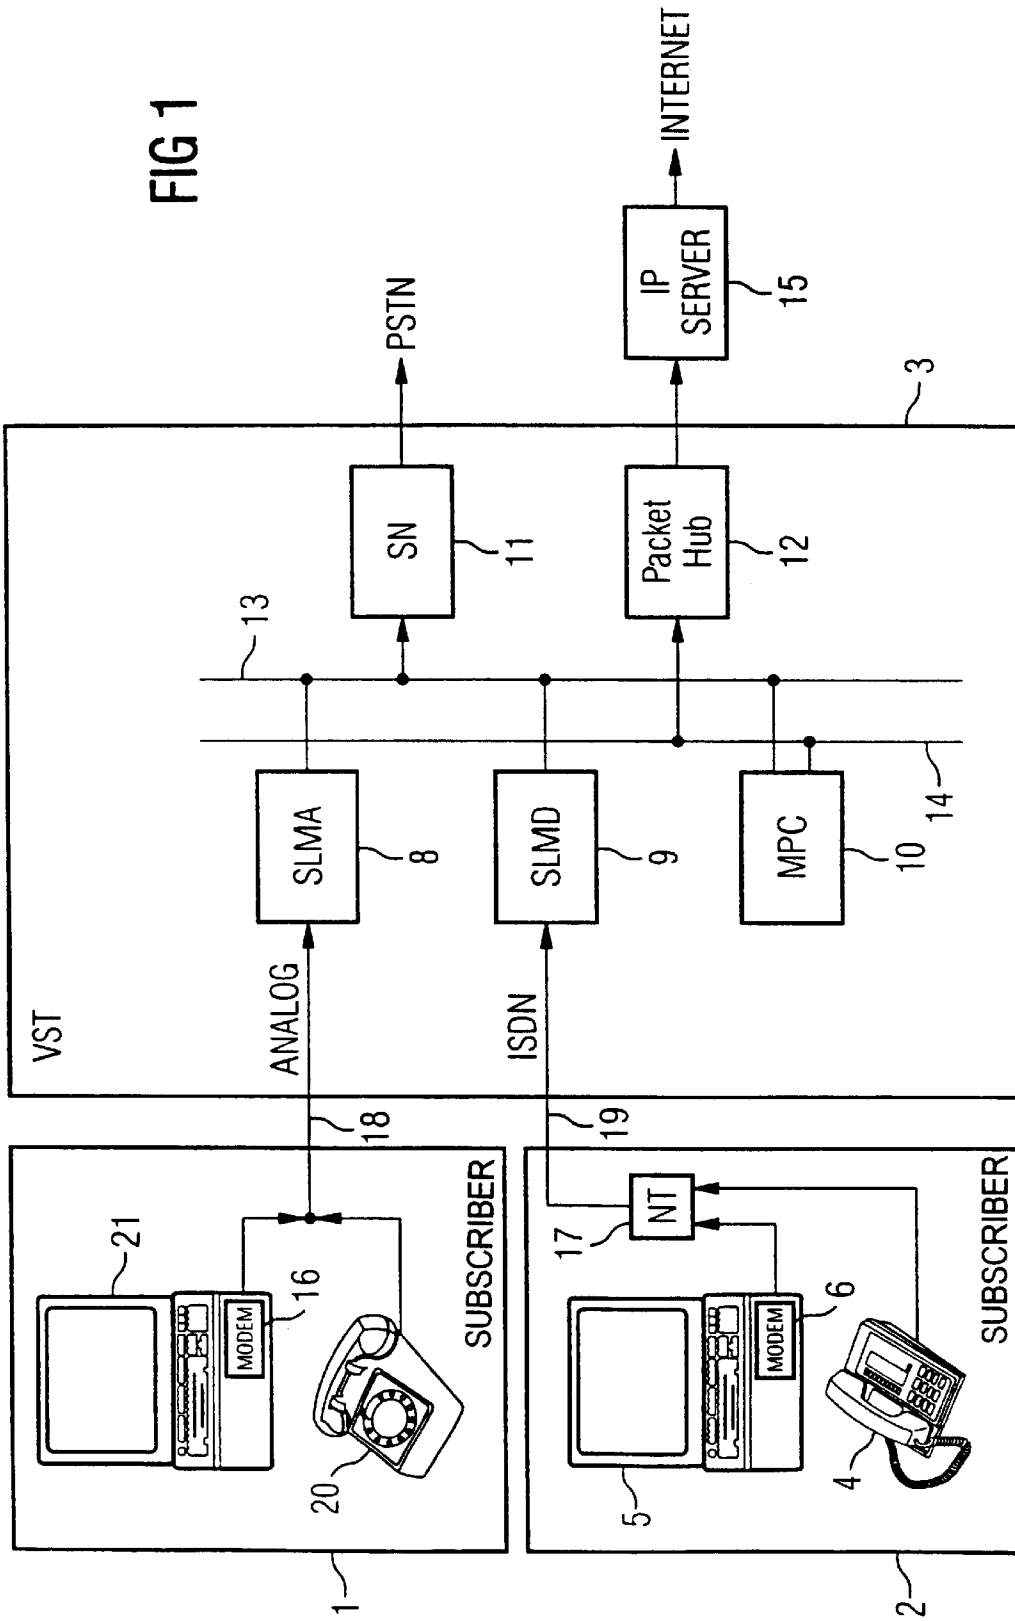 FIG 1
VST
SUBSCRIBER
1
21
MODEM
16
20
18
ANALOG
SLMA
8
13
SN
11
PSTN
SUBSCRIBER
2
5
MODEM
6
4
NT
17
19
ISDN
SLMD
9
MPC
10
14
Packet
Hub
12
3
IP
SERVER
15
INTERNET